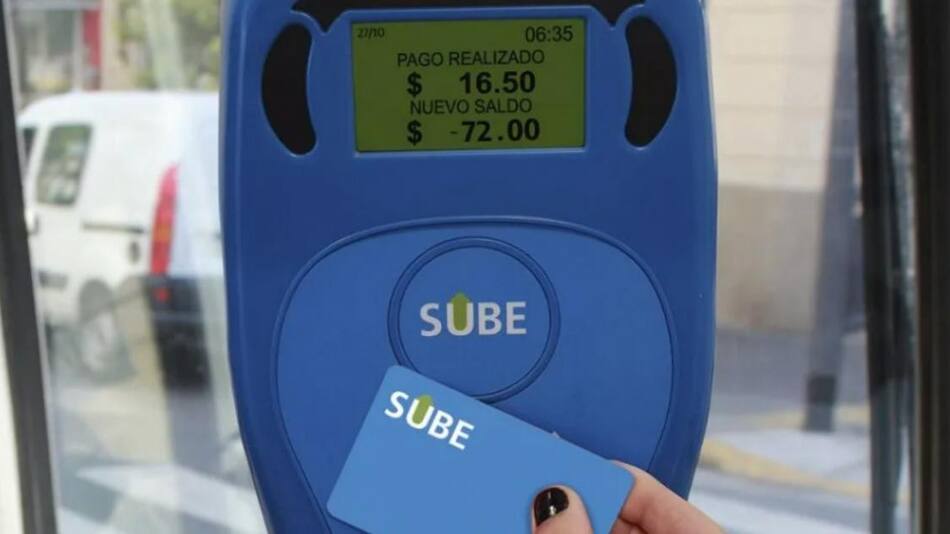 27/10 06:35
PAGO REALIZADO
$ 16.50
NUEVO SALDO
$ -72.00
SUBE
SUBE